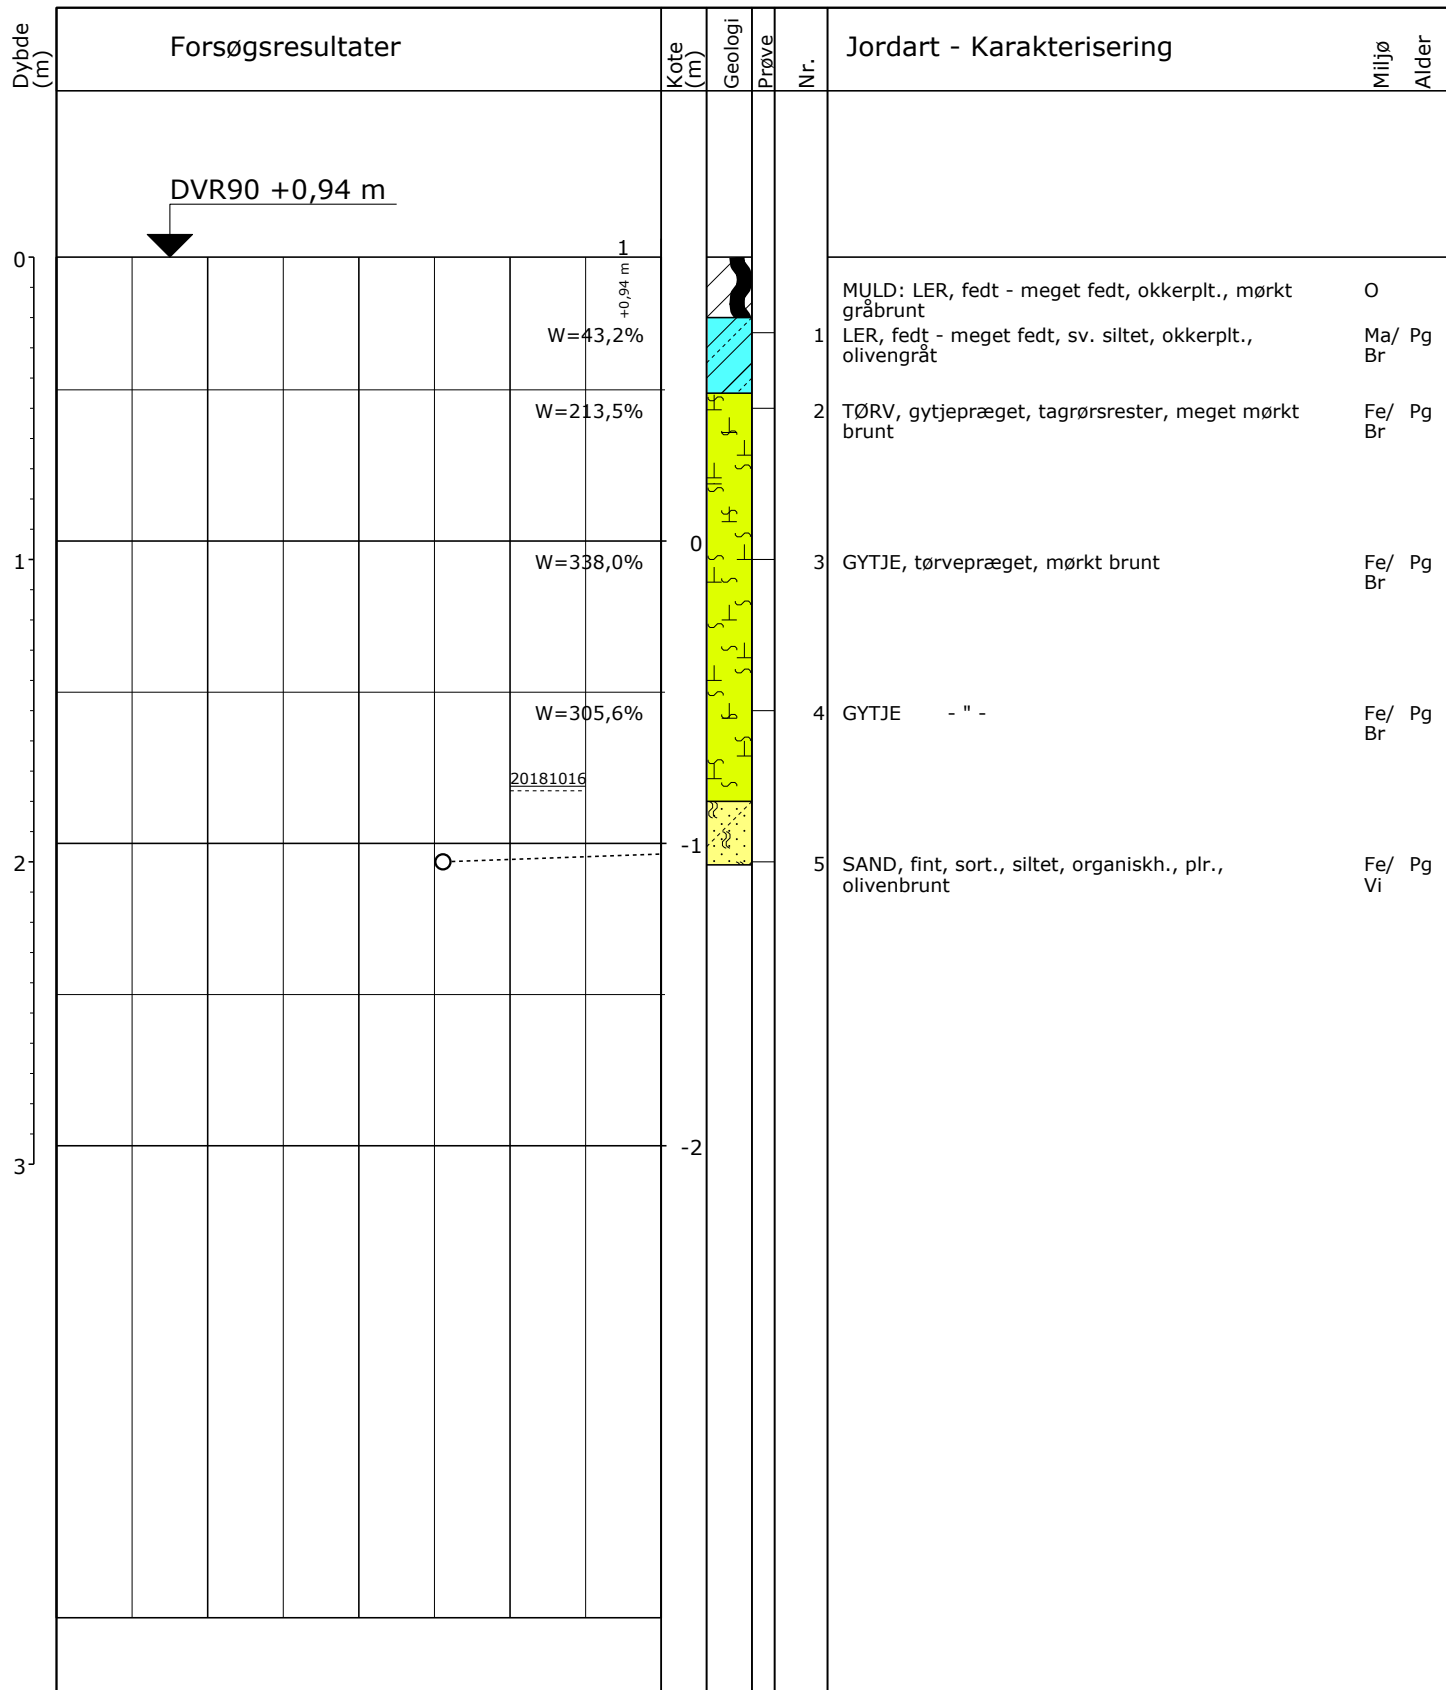 Dybde
(m)
Forsøgsresultater
Kote
(m)
Geologi
Prøve
Nr.
Jordart - Karakterisering
Miljø
Alder
DVR90 +0,94 m
0
1
+0,94 m
MULD: LER, fedt - meget fedt, okkerplt., mørkt
gråbrunt
O
W=43,2%
1
LER, fedt - meget fedt, sv. siltet, okkerplt.,
olivengråt
Ma/
Br
Pg
W=213,5%
2
TØRV, gytjepræget, tagrørsrester, meget mørkt
brunt
Fe/
Br
Pg
0
1
W=338,0%
3
GYTJE, tørvepræget, mørkt brunt
Fe/
Br
Pg
W=305,6%
4
GYTJE - " -
Fe/
Br
Pg
20181016
-1
2
5
SAND, fint, sort., siltet, organiskh., plr.,
olivenbrunt
Fe/
Vi
Pg
-2
3